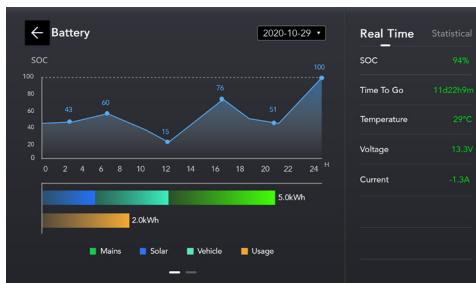 Battery
2020-10-29
SOC
100
80
60
40
20
0
43
60
15
76
51
100
0 2 4 6 8 10 12 14 16 18 20 22 24 H
5.0kWh
2.0kWh
Mains Solar Vehicle Usage
Real Time Statistical
SOC 94%
Time To Go 11d22h9m
Temperature 29°C
Voltage 13.3V
Current -1.3A